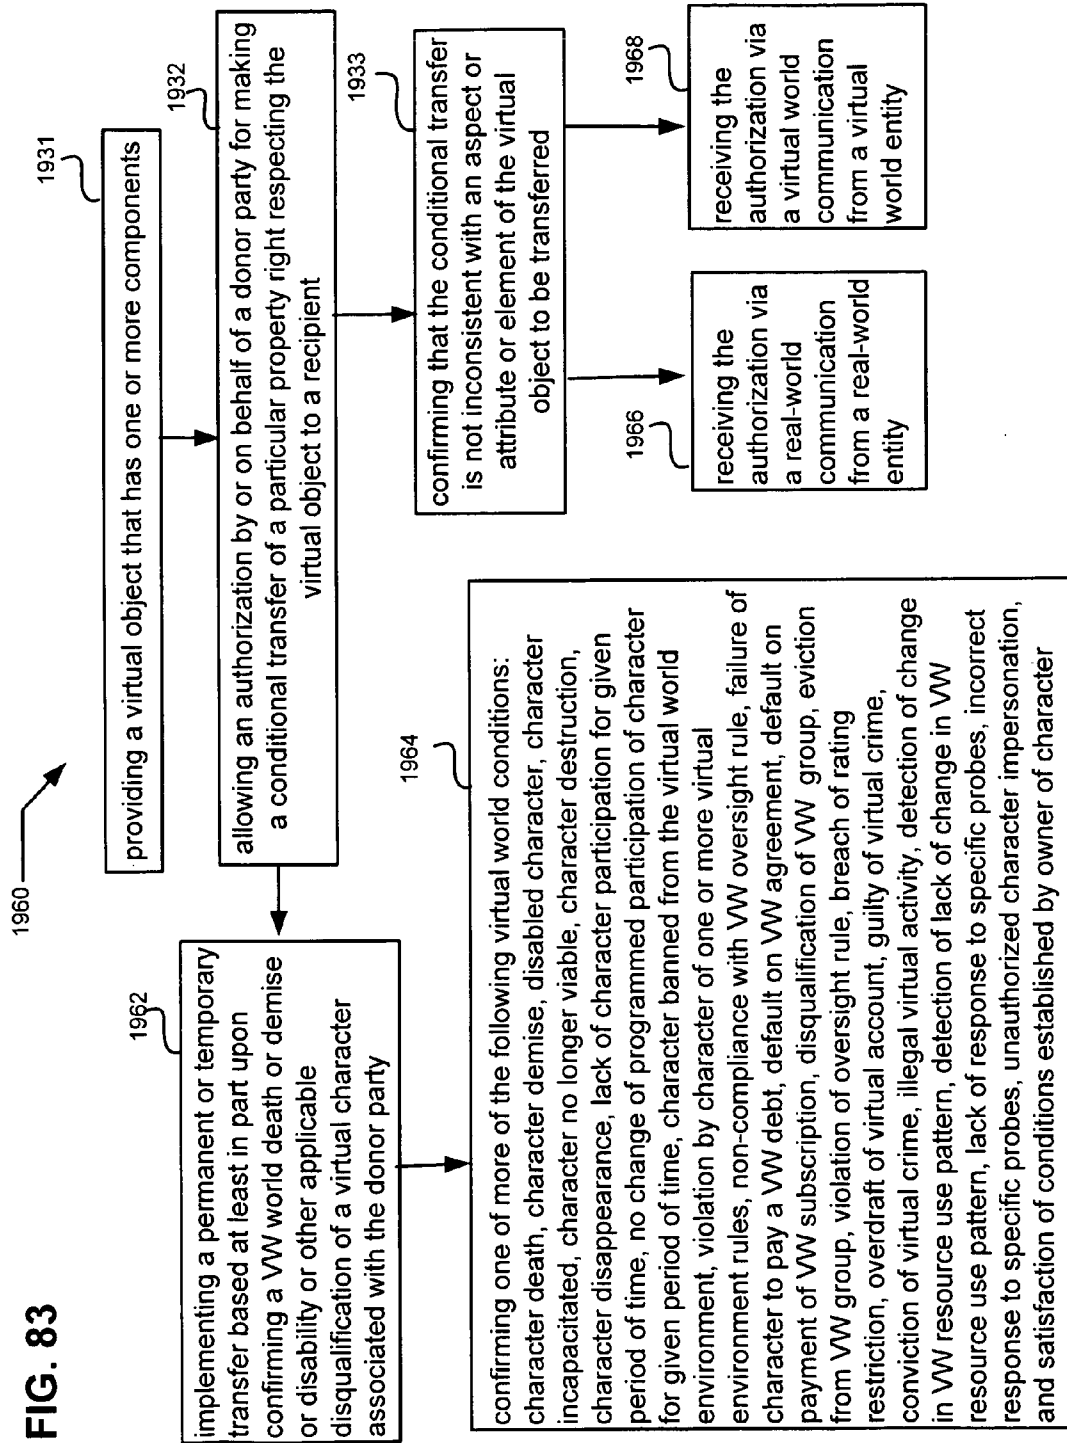 FIG. 83
1960
1931
providing a virtual object that has one or more components
1932
allowing an authorization by or on behalf of a donor party for making
a conditional transfer of a particular property right respecting the
virtual object to a recipient
1933
confirming that the conditional transfer
is not inconsistent with an aspect or
attribute or element of the virtual
object to be transferred
1962
implementing a permanent or temporary
transfer based at least in part upon
confirming a VW world death or demise
or disability or other applicable
disqualification of a virtual character
associated with the donor party
1964
confirming one of more of the following virtual world conditions:
character death, character demise, disabled character, character
incapacitated, character no longer viable, character destruction,
character disappearance, lack of character participation for given
period of time, no change of programmed participation of character
for given period of time, character banned from the virtual world
environment, violation by character of one or more virtual
environment rules, non-compliance with VW oversight rule, failure of
character to pay a VW debt, default on VW agreement, default on
payment of VW subscription, disqualification of VW group, eviction
from VW group, violation of oversight rule, breach of rating
restriction, overdraft of virtual account, guilty of virtual crime,
conviction of virtual crime, illegal virtual activity, detection of change
in VW resource use pattern, detection of lack of change in VW
resource use pattern, lack of response to specific probes, incorrect
response to specific probes, unauthorized character impersonation,
and satisfaction of conditions established by owner of character
1966
receiving the
authorization via
a real-world
communication
from a real-world
entity
1968
receiving the
authorization via
a virtual world
communication
from a virtual
world entity